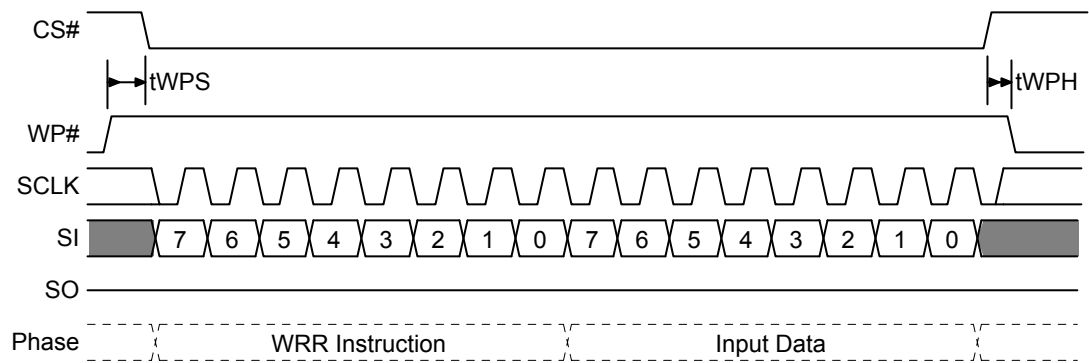 CS#
tWPS tWPH
WP#
SCLK
SI 7 6 5 4 3 2 1 0 7 6 5 4 3 2 1 0
SO
Phase WRR Instruction Input Data